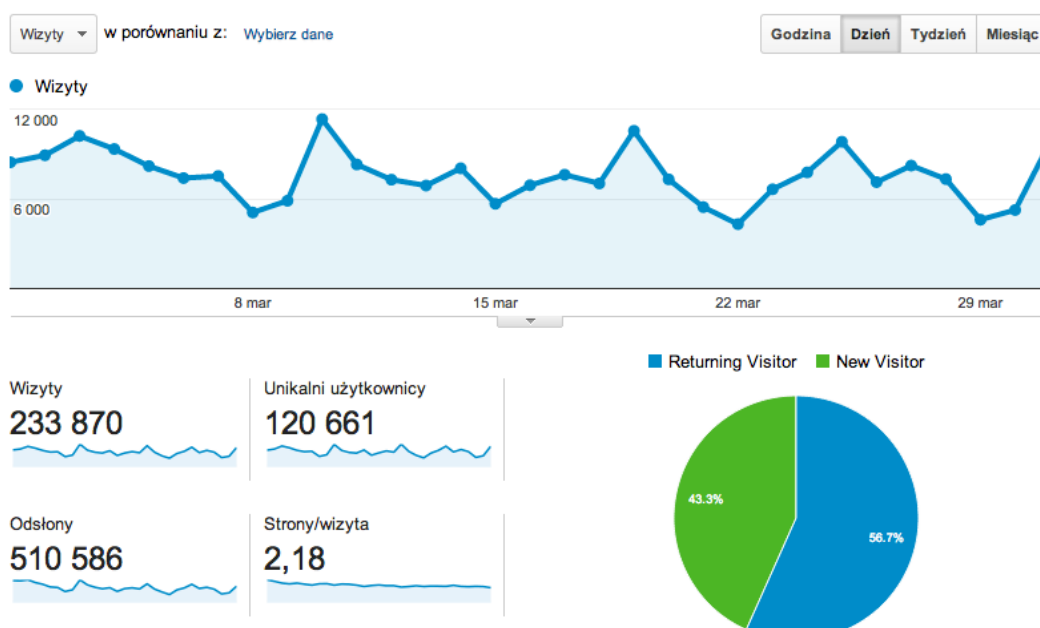 Wizyty w porównaniu z: Wybierz dane Godzina Dzień Tydzień Miesiąc
Wizyty
12 000
6 000
8 mar 15 mar 22 mar 29 mar
Returning Visitor New Visitor
Wizyty Unikalni użytkownicy
233 870 120 661
43.3%
56.7%
Odsłony Strony/wizyta
510 586 2,18